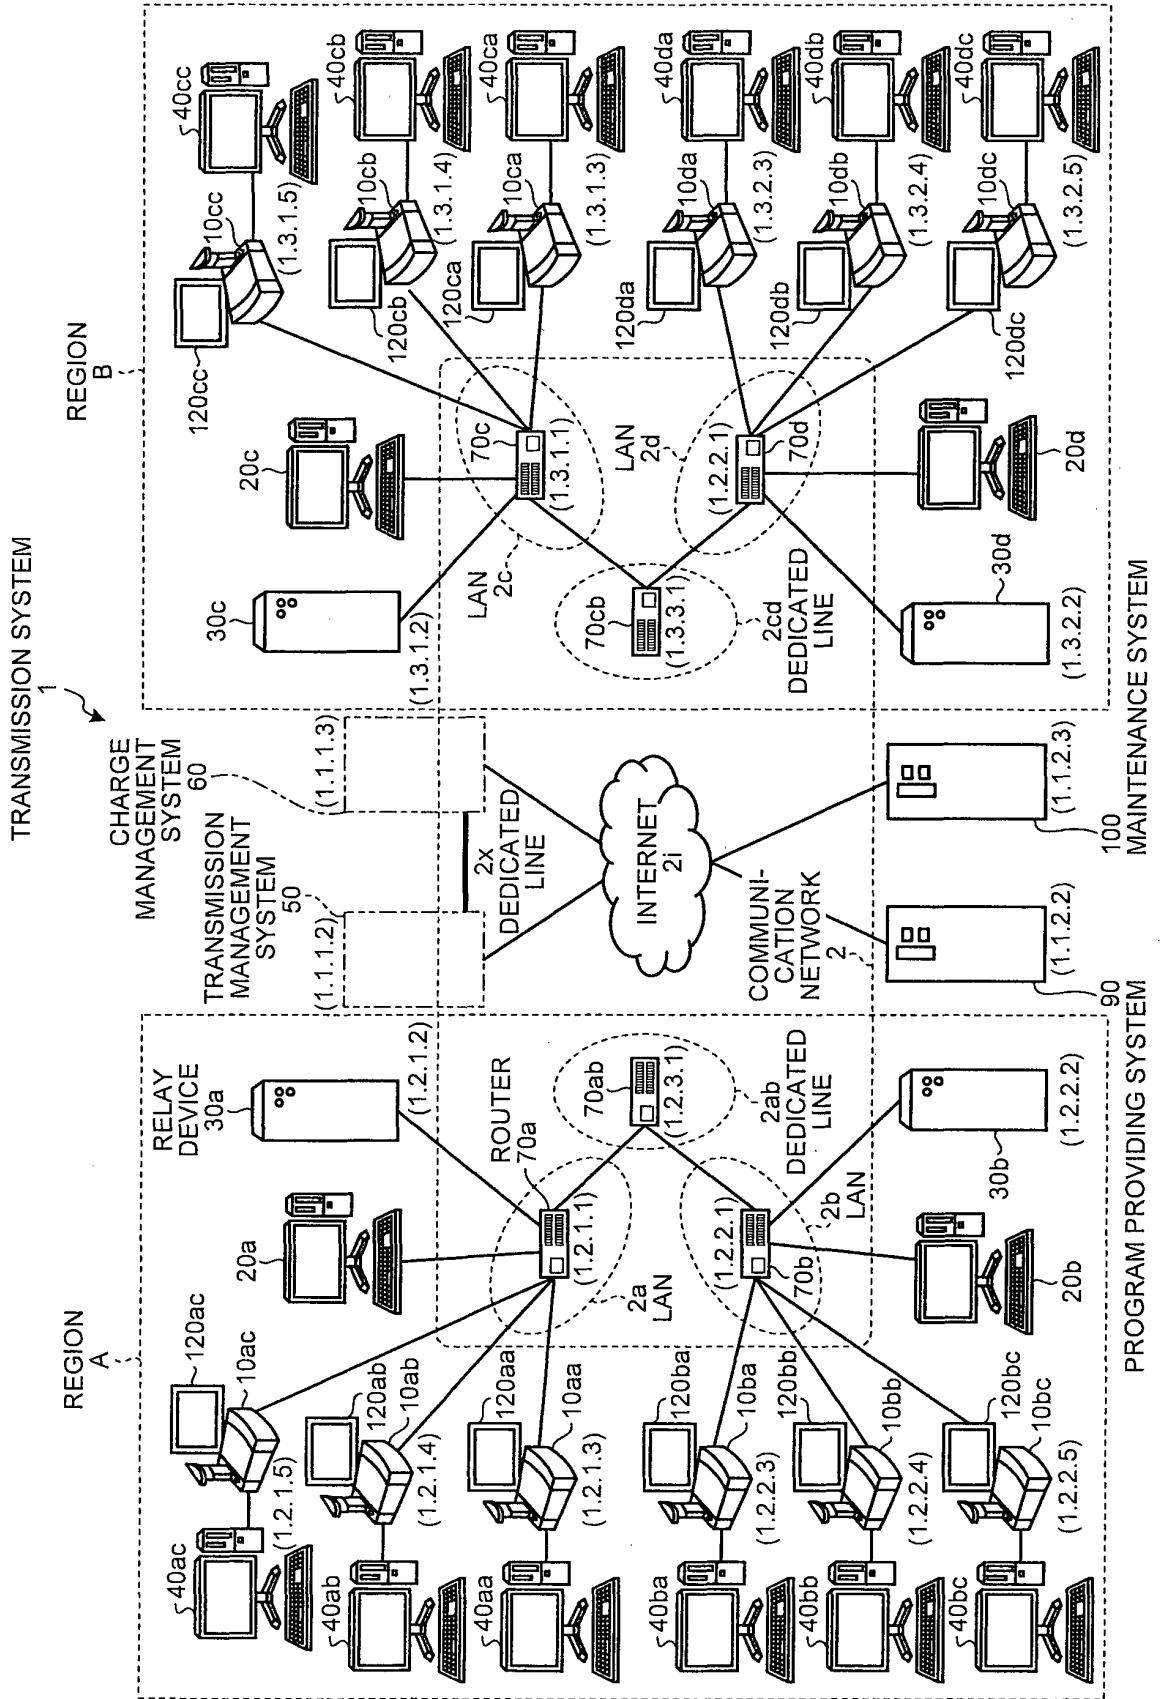 TRANSMISSION SYSTEM
1
REGION
A
REGION
B
CHARGE
MANAGEMENT
SYSTEM
60
TRANSMISSION
MANAGEMENT
SYSTEM
50
(1.1.1.2)
(1.1.1.3)
2x
DEDICATED
LINE
INTERNET
2i
COMMUNI-
CATION
NETWORK
2
RELAY
DEVICE
30a
(1.2.1.2)
20a
ROUTER
70a
(1.2.1.1)
2a
LAN
70ab
(1.2.3.1)
2ab
DEDICATED
LINE
(1.2.2.1)
70b
2b
LAN
20b
30b
(1.2.2.2)
40ac
120ac
10ac
(1.2.1.5)
40ab
120ab
10ab
(1.2.1.4)
40aa
120aa
10aa
(1.2.1.3)
40ba
120ba
10ba
(1.2.2.3)
40bb
120bb
10bb
(1.2.2.4)
40bc
120bc
10bc
(1.2.2.5)
30c
(1.3.1.2)
20c
70c
(1.3.1.1)
LAN
2c
70cb
(1.3.3.1)
2cd
DEDICATED
LINE
LAN
2d
(1.2.2.1)
70d
20d
30d
(1.3.2.2)
120cc
10cc
40cc
(1.3.1.5)
120cb
10cb
40cb
(1.3.1.4)
120ca
10ca
40ca
(1.3.1.3)
120da
10da
40da
(1.3.2.3)
120db
10db
40db
(1.3.2.4)
120dc
10dc
40dc
(1.3.2.5)
(1.1.2.2)
90
PROGRAM PROVIDING SYSTEM
(1.1.2.3)
100
MAINTENANCE SYSTEM